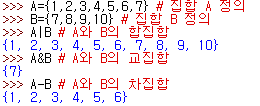 >>> A={1,2,3,4,5,6,7} # 집합 A 정의
>>> B={7,8,9,10} # 집합 B 정의
>>> A|B # A와 B의 합집합
{1, 2, 3, 4, 5, 6, 7, 8, 9, 10}
>>> A&B # A와 B의 교집합
{7}
>>> A-B # A와 B의 차집합
{1, 2, 3, 4, 5, 6}